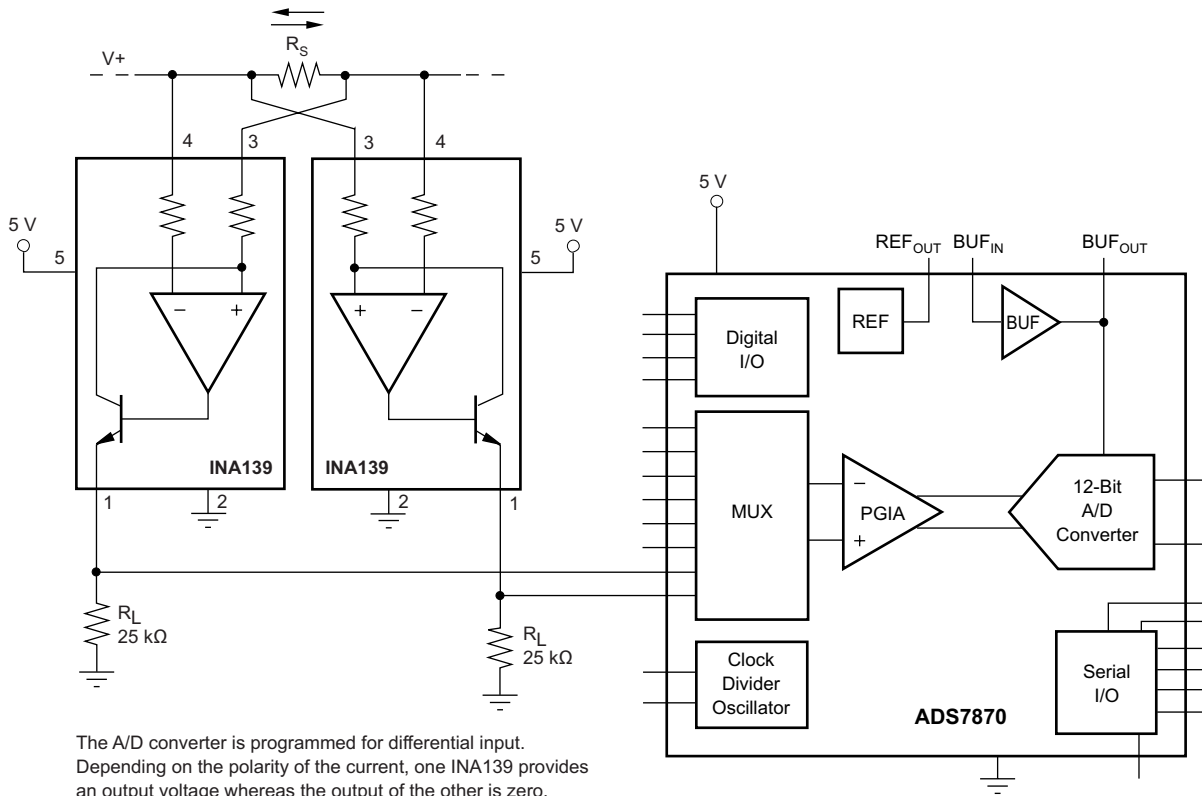 R_S
V+
4 3 3 4
5 V 5 5 5 V
− + + −
INA139 INA139
1 2 2 1
R_L
25 kΩ
R_L
25 kΩ
5 V
REF_OUT BUF_IN BUF_OUT
REF
BUF
Digital
I/O
MUX
−
PGIA
+
12-Bit
A/D
Converter
Clock
Divider
Oscillator
Serial
I/O
ADS7870
The A/D converter is programmed for differential input.
Depending on the polarity of the current, one INA139 provides
an output voltage whereas the output of the other is zero.